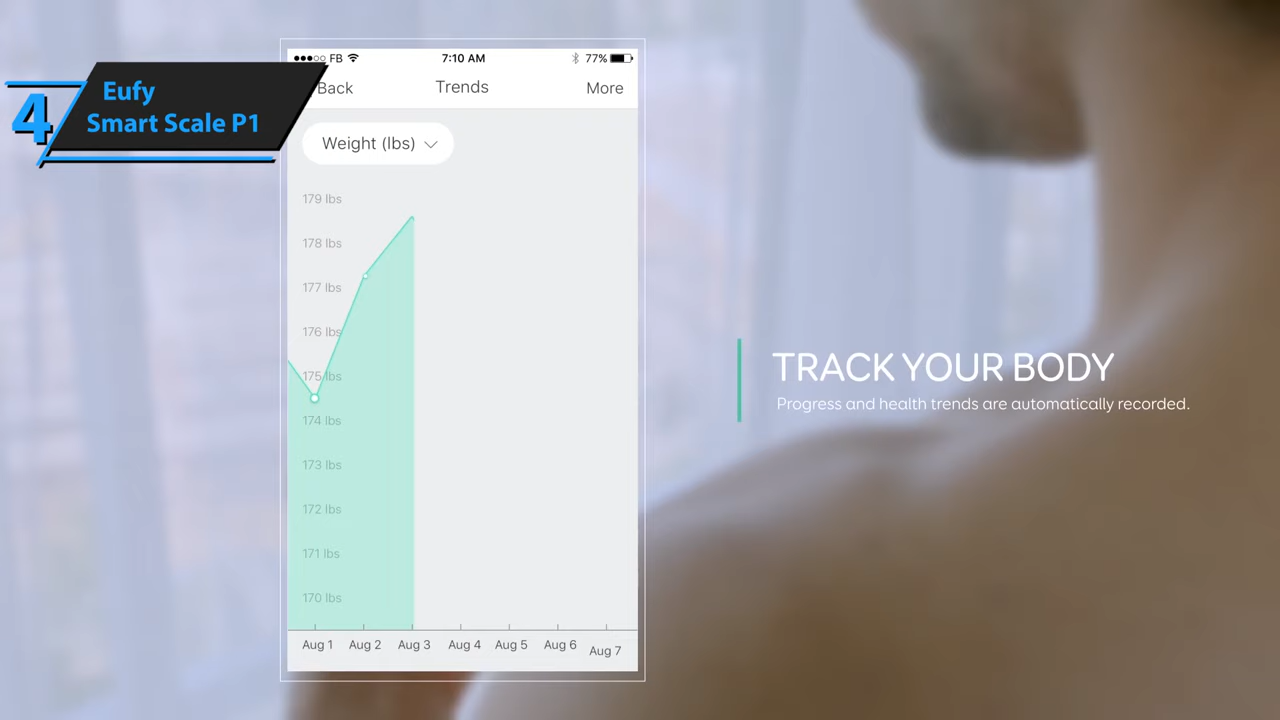 4
Eufy
Smart Scale P1
FB
7:10 AM
77%
Back
Trends
More
Weight (lbs)
179 lbs
178 lbs
177 lbs
176 lbs
175 lbs
174 lbs
173 lbs
172 lbs
171 lbs
170 lbs
Aug 1 Aug 2 Aug 3 Aug 4 Aug 5 Aug 6 Aug 7
TRACK YOUR BODY
Progress and health trends are automatically recorded.